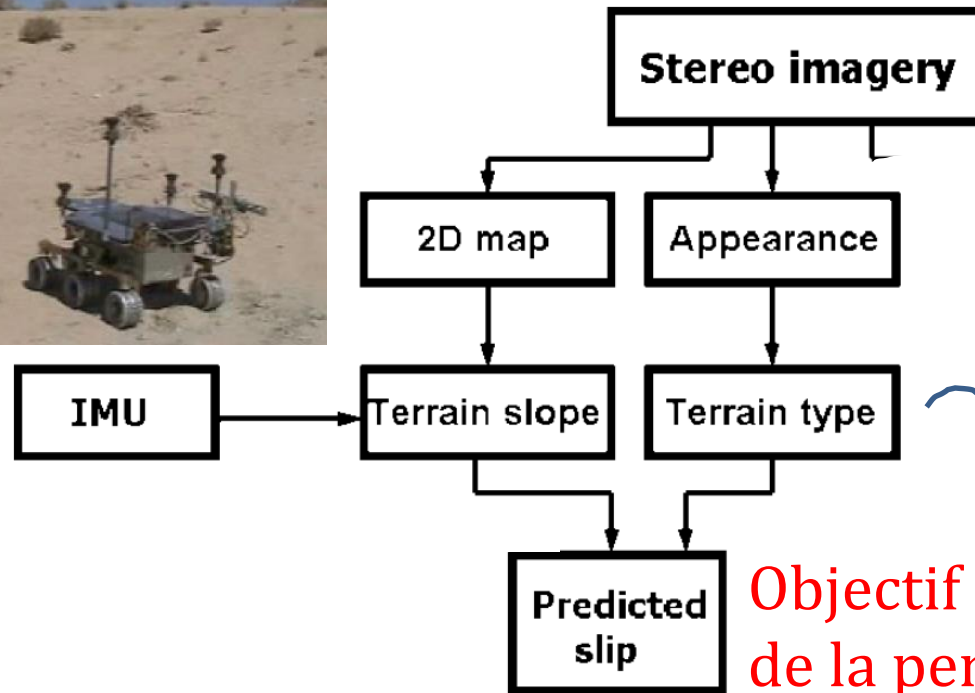 Stereo imagery
2D map
Appearance
IMU
Terrain slope
Terrain type
Predicted
slip
Objectif
de la per